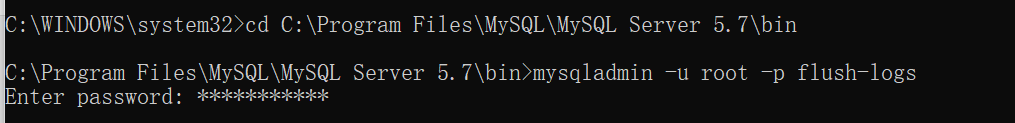 C:\WINDOWS\system32>cd C:\Program Files\MySQL\MySQL Server 5.7\bin
C:\Program Files\MySQL\MySQL Server 5.7\bin>mysqladmin -u root -p flush-logs
Enter password: ***********